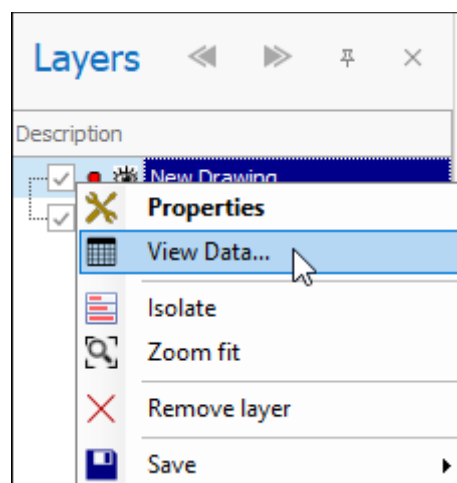 Layers
Description
New Drawing
Properties
View Data...
Isolate
Zoom fit
Remove layer
Save